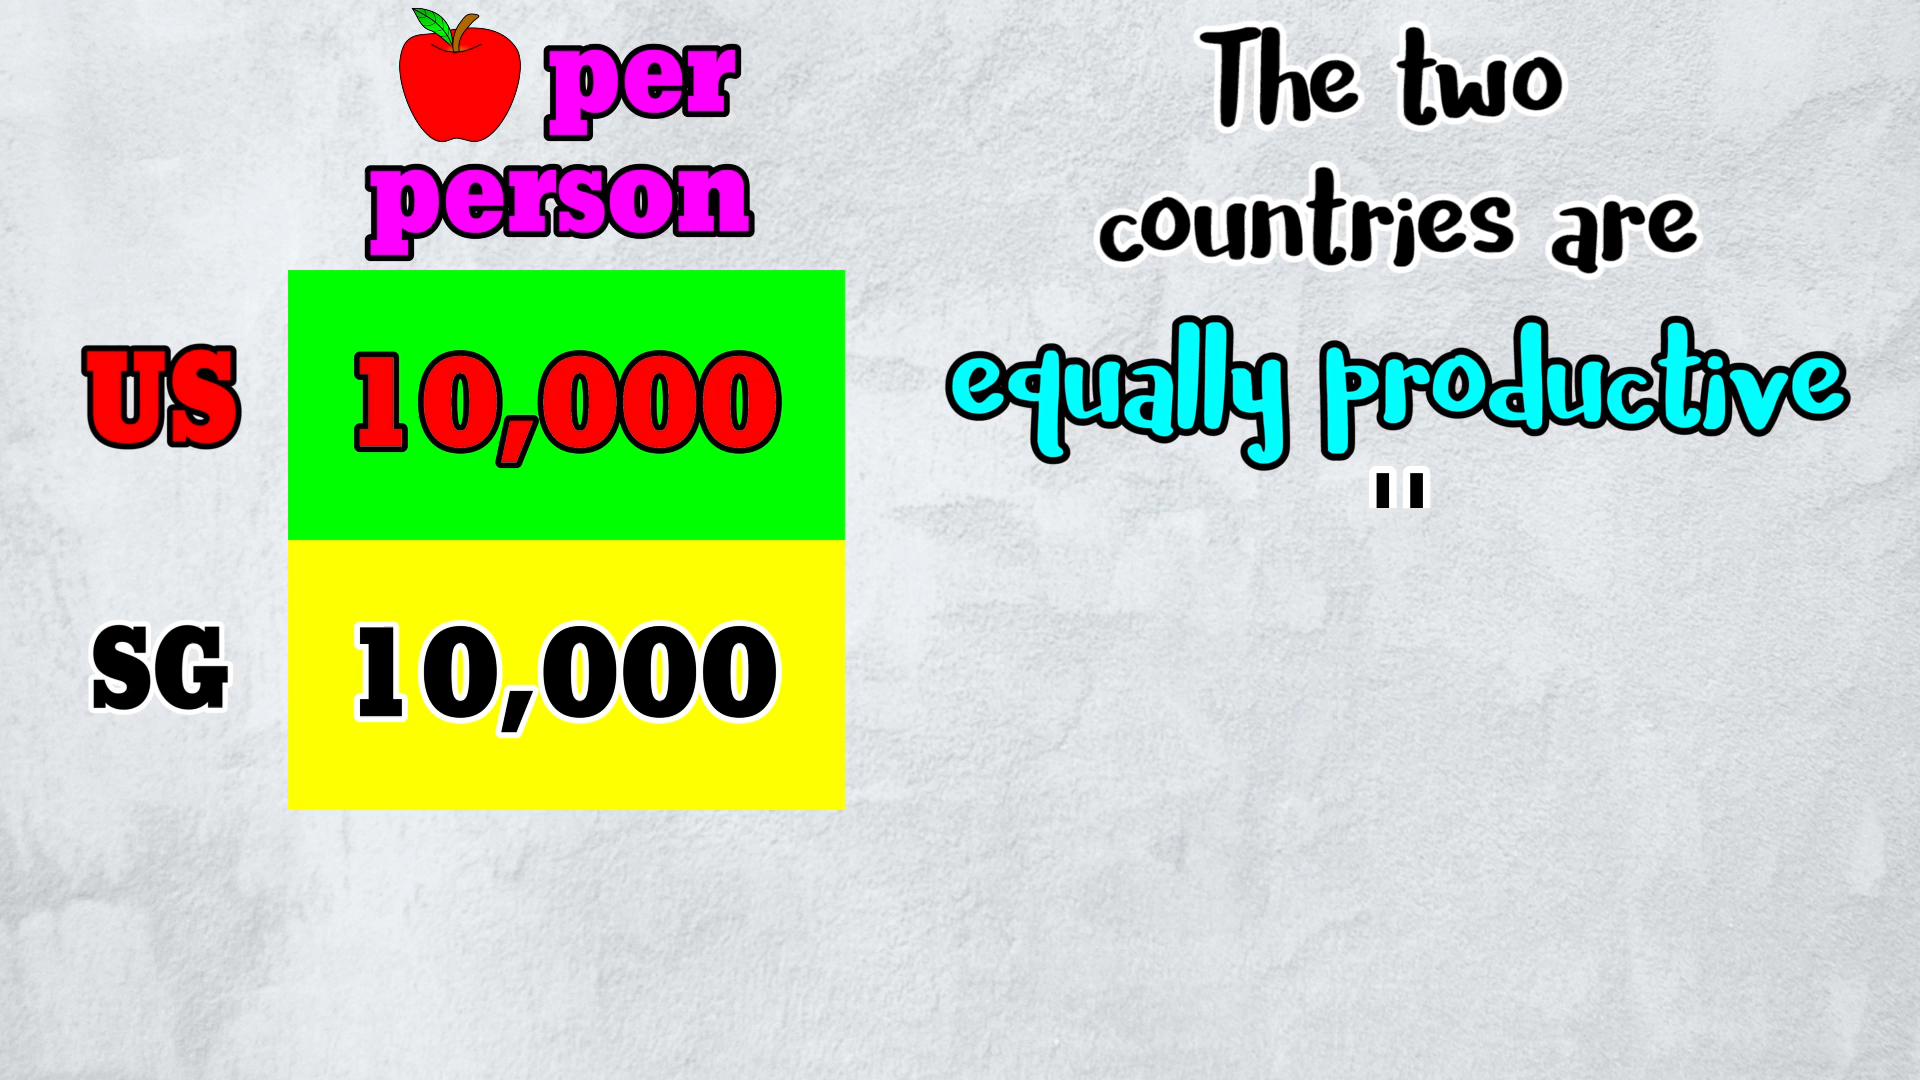 per
person
US 10,000
SG 10,000
The two
countries are
equally productive
"